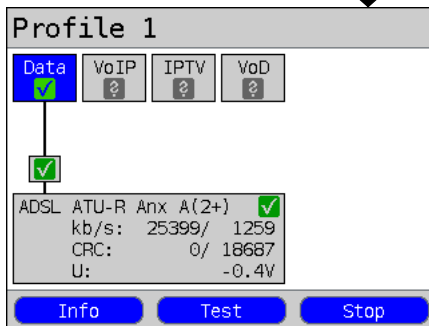 Profile 1
Data VoIP IPTV VoD
? ? ?
ADSL ATU-R Anx A(2+)
kb/s: 25399/ 1259
CRC: 0/ 18687
U: -0.4V
Info Test Stop